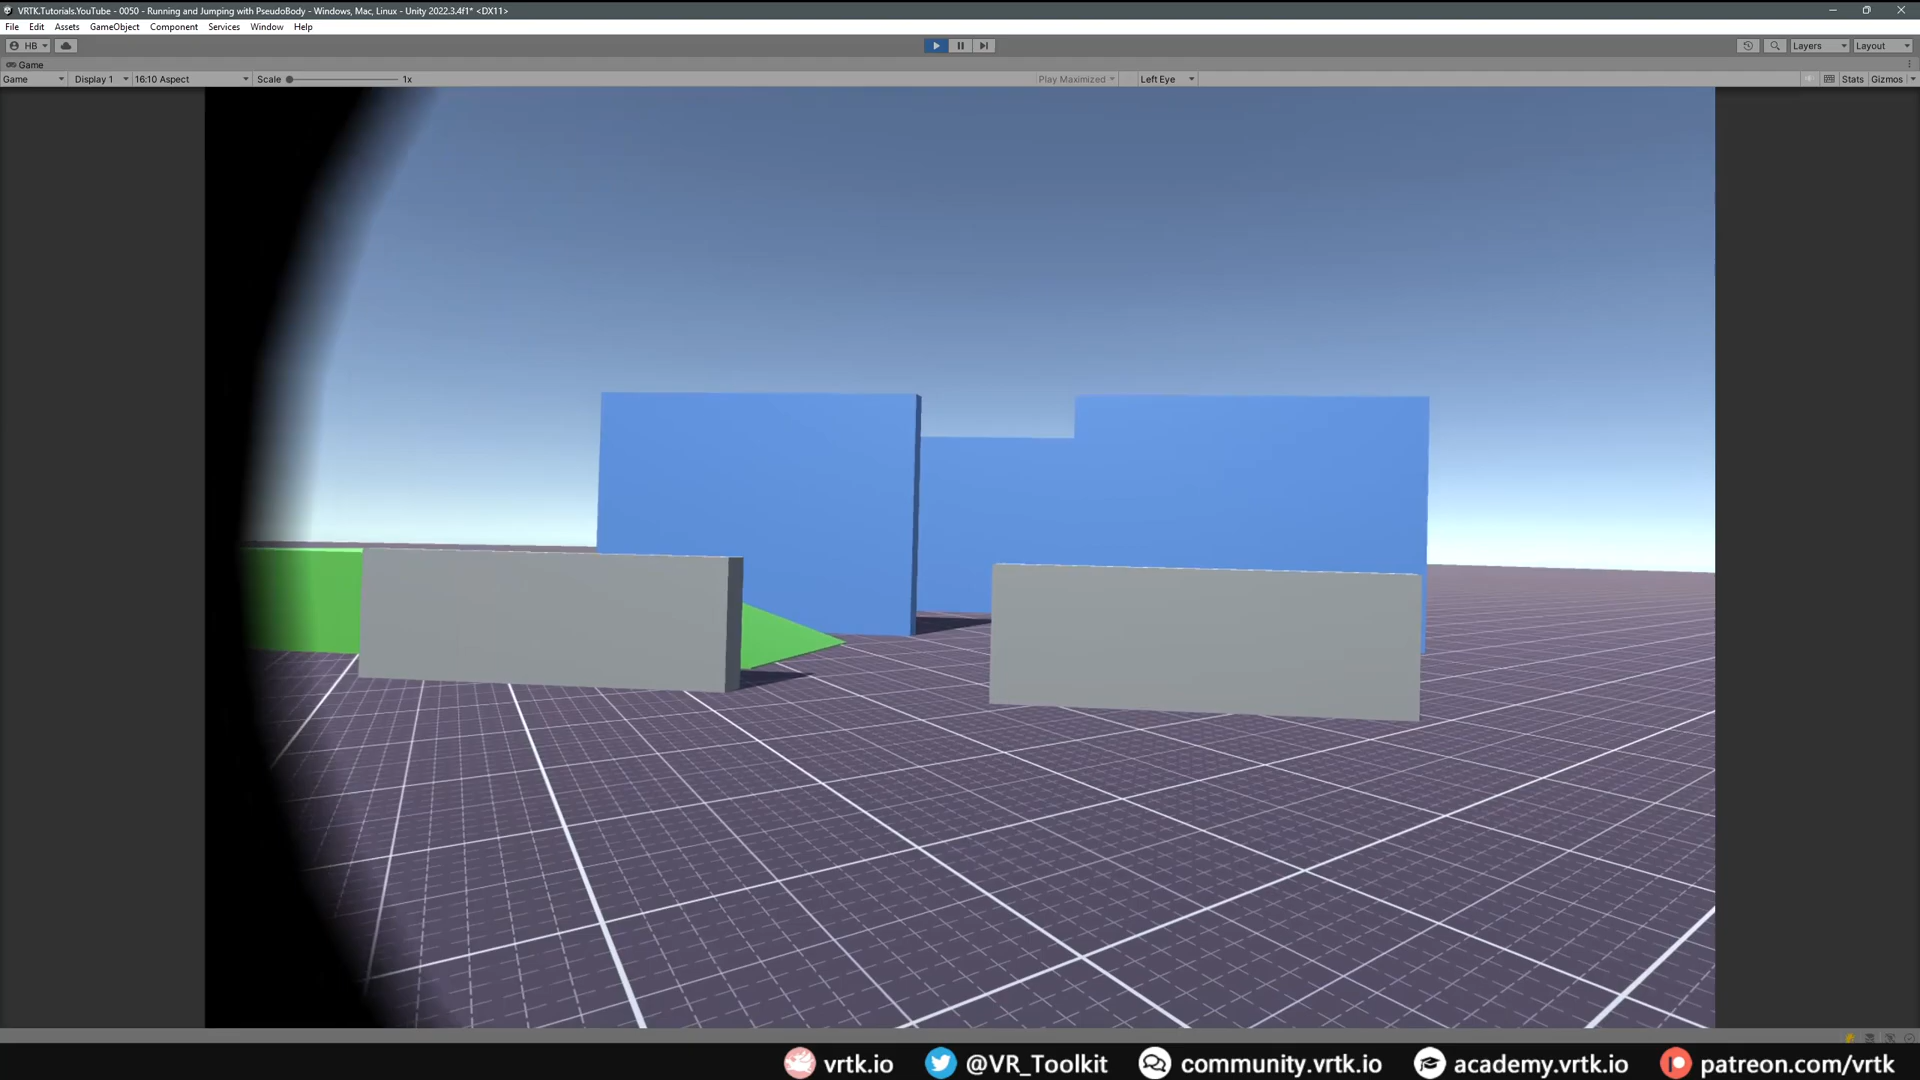 VRTK.Tutorials.YouTube - 0050 - Running and Jumping with PseudoBody - Windows, Mac, Linux - Unity 2022.3.4f1* <DX11>
File Edit Assets GameObject Component Services Window Help
HB Layers Layout
Game
Game Display 1 16:10 Aspect Scale 1x Play Maximized Left Eye Stats Gizmos
vrtk.io @VR_Toolkit community.vrtk.io academy.vrtk.io patreon.com/vrtk